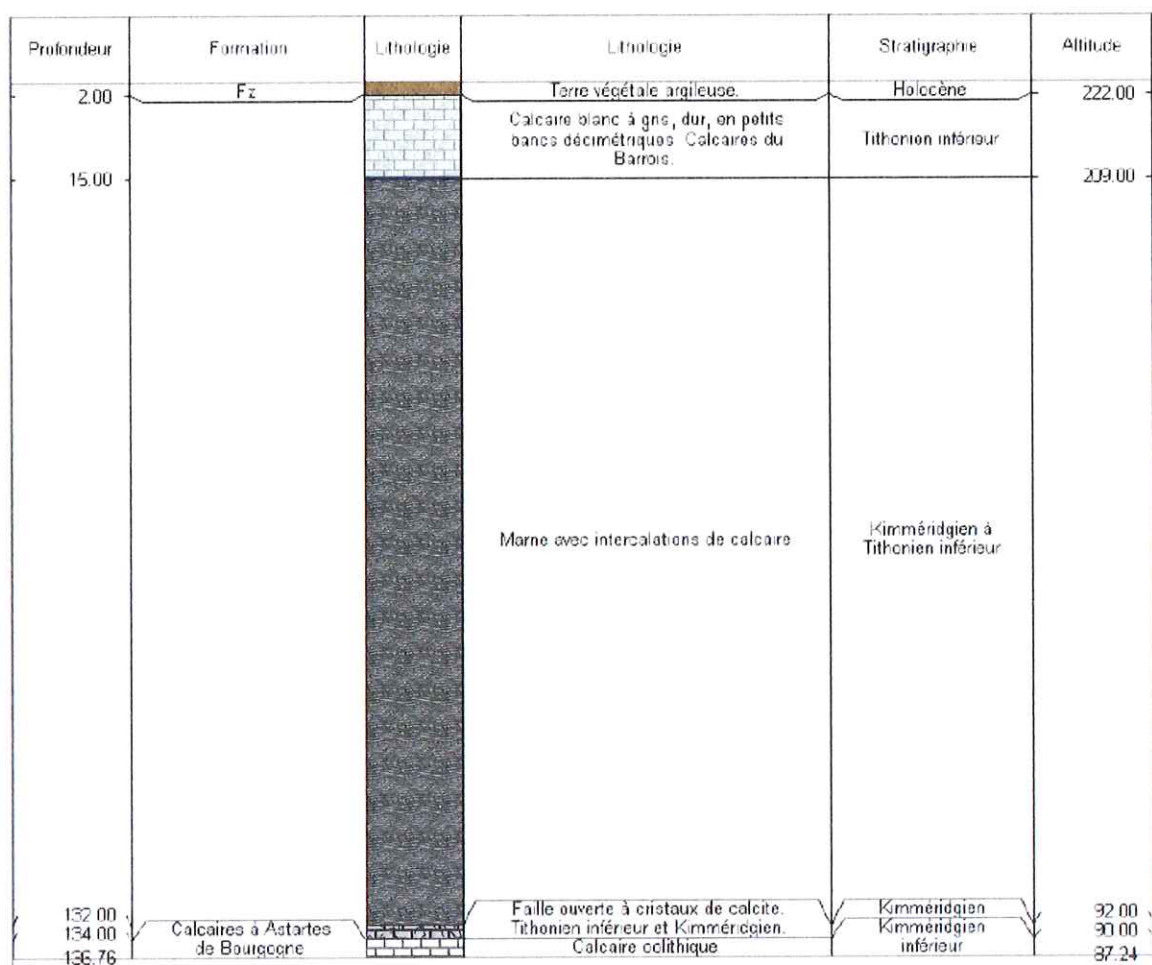 Profondeur Formation Lithologie Lithologie Stratigraphie Altitude
2.00 Fz Terre végétale argileuse. Holocène 222.00
Calcaire blanc à gris, dur, en petits
bancs décimétriques. Calcaires du
Barrois.
Tithonien inférieur
15.00 209.00
Marne avec intercalations de calcaire
Kimméridgien à
Tithonien inférieur
132.00 Faille ouverte à cristaux de calcite. Kimméridgien 92.00
134.00 Calcaires à Astartes Tithonien inférieur et Kimméridgien. Kimméridgien 90.00
136.76 de Bourgogne Calcaire oolithique inférieur 87.24